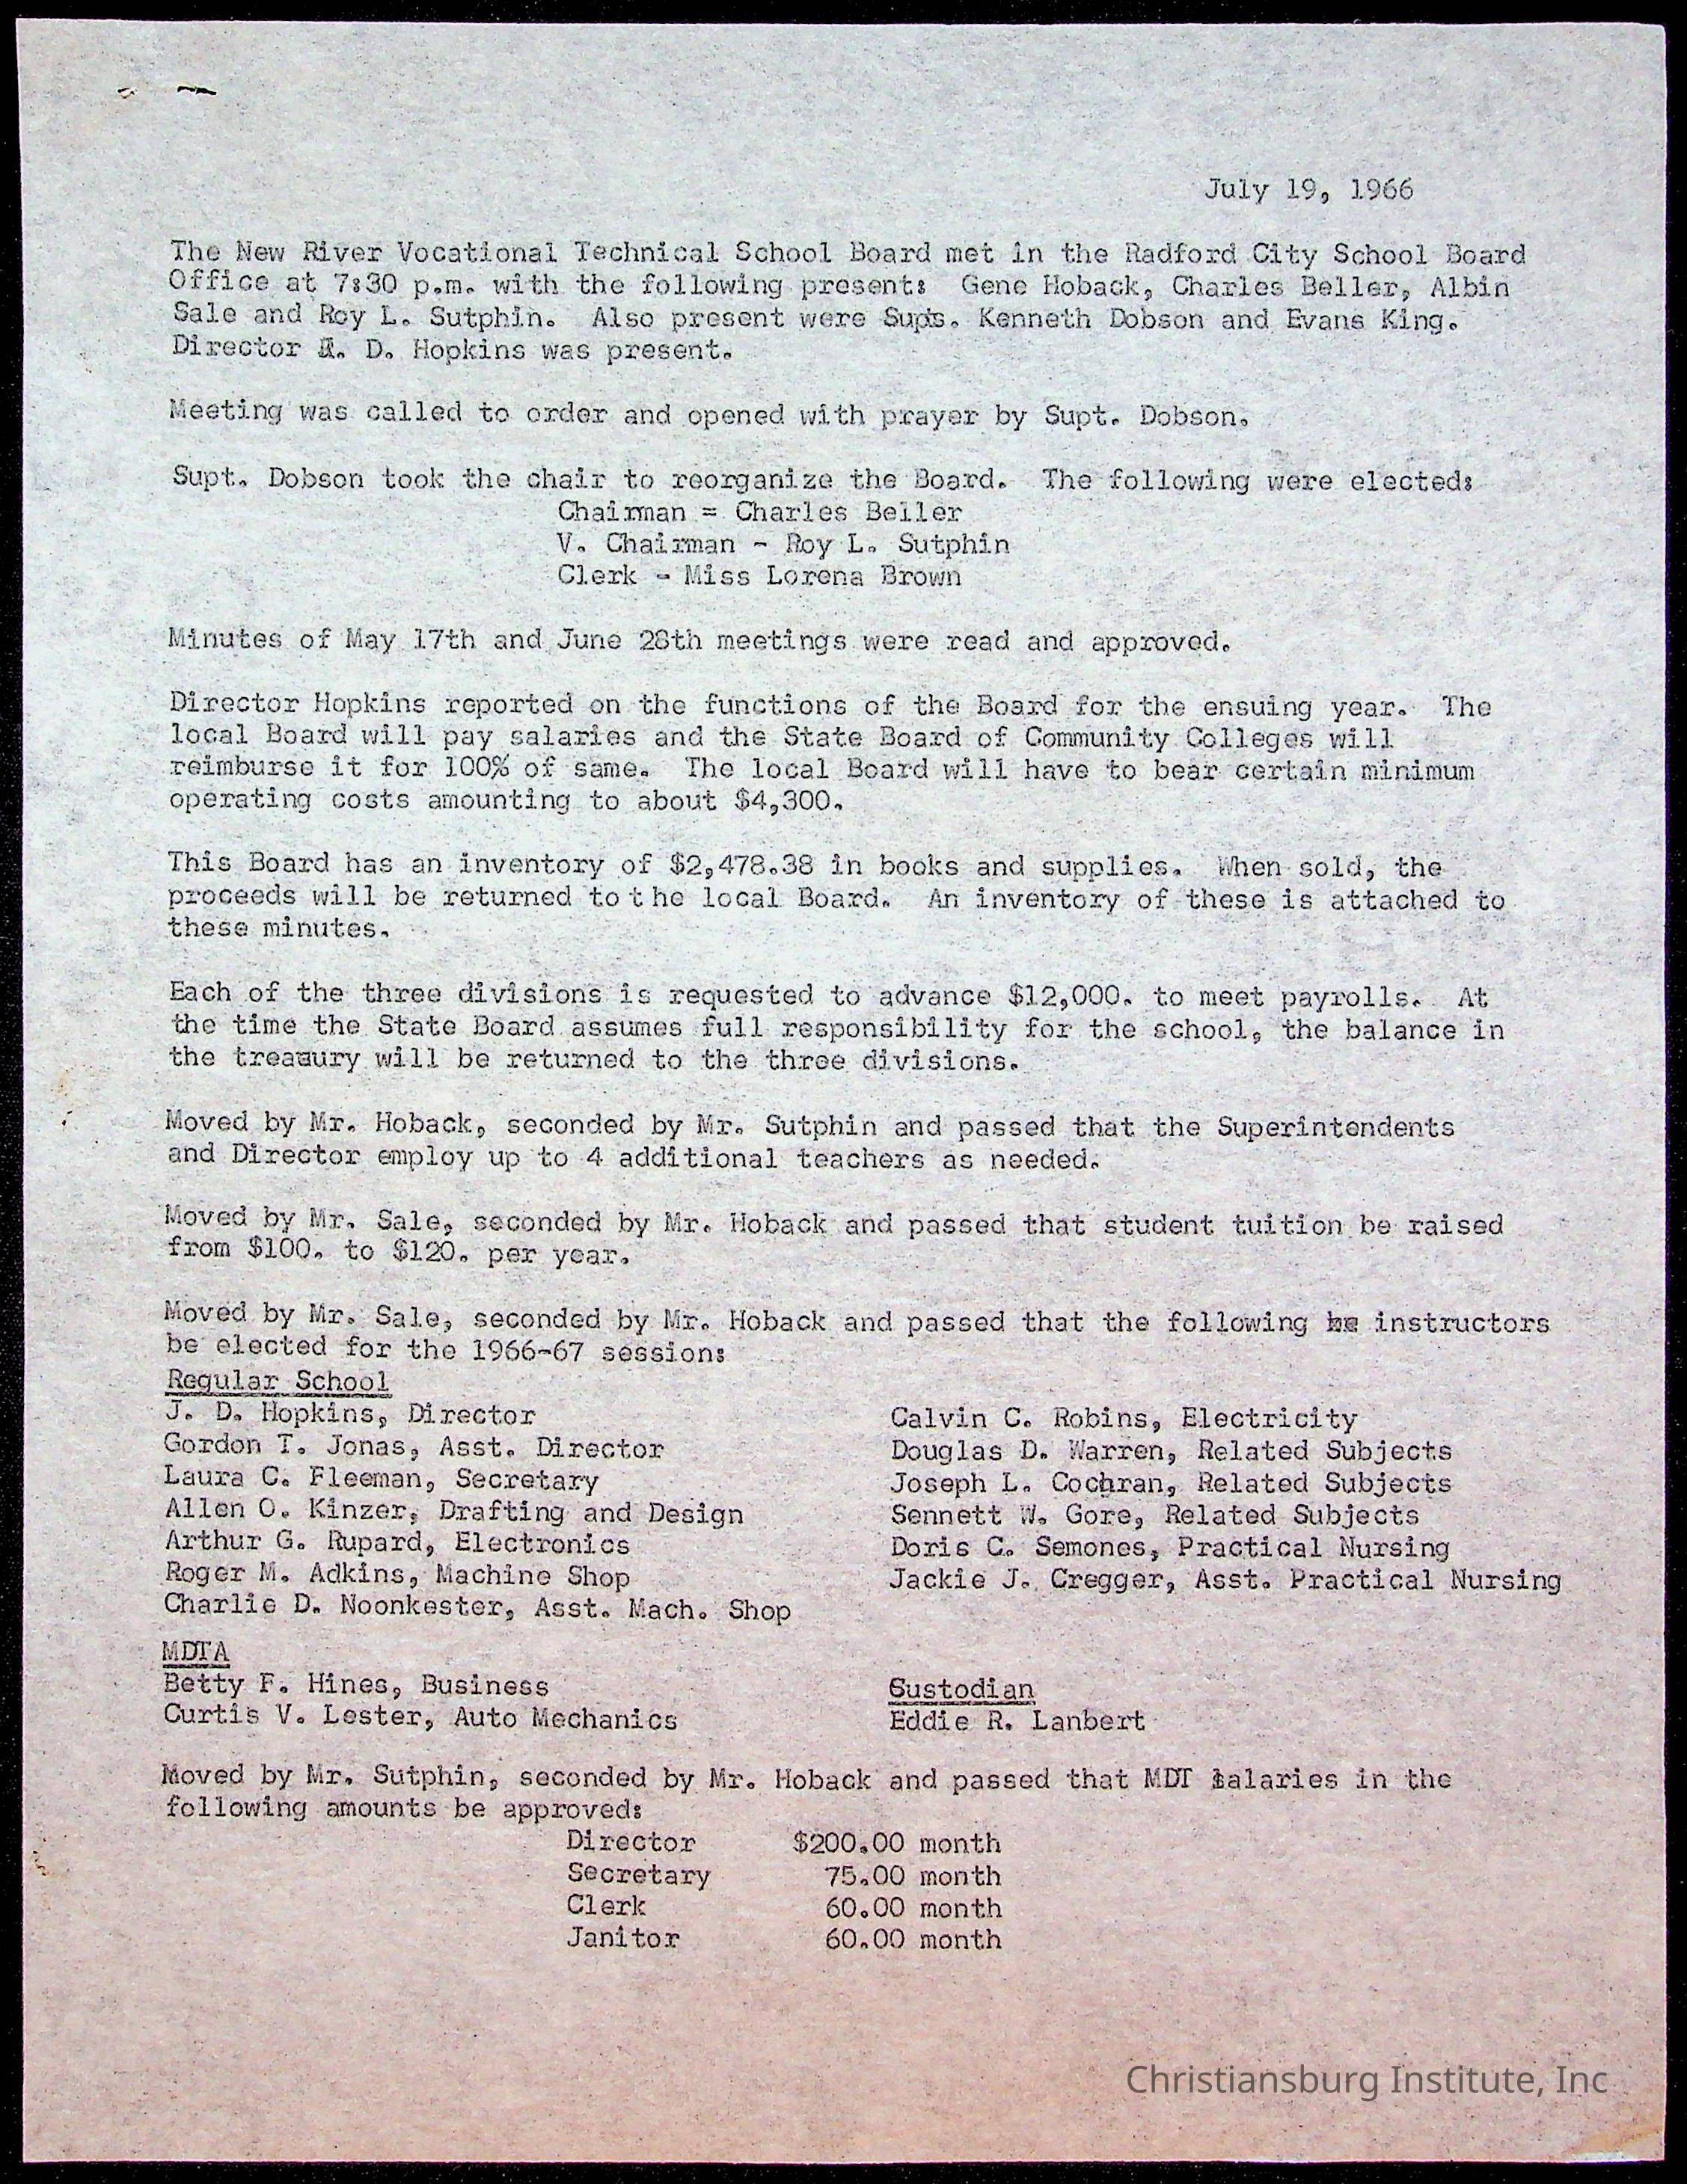 July 19, 1966
The New River Vocational Technical School Board met in the Radford City School Board
Office at 7:30 p.m. with the following present: Gene Hoback, Charles Beller, Albin
Sale and Roy L. Sutphin. Also present were Supts. Kenneth Dobson and Evans King.
Director J. D. Hopkins was present.
Meeting was called to order and opened with prayer by Supt. Dobson.
Supt. Dobson took the chair to reorganize the Board. The following were elected:
Chairman = Charles Beller
V. Chairman - Roy L. Sutphin
Clerk - Miss Lorena Brown
Minutes of May 17th and June 28th meetings were read and approved.
Director Hopkins reported on the functions of the Board for the ensuing year. The
local Board will pay salaries and the State Board of Community Colleges will
reimburse it for 100% of same. The local Board will have to bear certain minimum
operating costs amounting to about $4,300.
This Board has an inventory of $2,478.38 in books and supplies. When sold, the
proceeds will be returned to t he local Board. An inventory of these is attached to
these minutes.
Each of the three divisions is requested to advance $12,000. to meet payrolls. At
the time the State Board assumes full responsibility for the school, the balance in
the treasury will be returned to the three divisions.
Moved by Mr. Hoback, seconded by Mr. Sutphin and passed that the Superintendents
and Director employ up to 4 additional teachers as needed.
Moved by Mr. Sale, seconded by Mr. Hoback and passed that student tuition be raised
from $100. to $120. per year.
Moved by Mr. Sale, seconded by Mr. Hoback and passed that the following instructors
be elected for the 1966-67 session:
Regular School
J. D. Hopkins, Director
Gordon T. Jonas, Asst. Director
Laura C. Fleeman, Secretary
Allen O. Kinzer, Drafting and Design
Arthur G. Rupard, Electronics
Roger M. Adkins, Machine Shop
Charlie D. Noonkester, Asst. Mach. Shop
Calvin C. Robins, Electricity
Douglas D. Warren, Related Subjects
Joseph L. Cochran, Related Subjects
Sennett W. Gore, Related Subjects
Doris C. Semones, Practical Nursing
Jackie J. Cregger, Asst. Practical Nursing
MDTA
Betty F. Hines, Business
Curtis V. Lester, Auto Mechanics
Custodian
Eddie R. Lanbert
Moved by Mr. Sutphin, seconded by Mr. Hoback and passed that MDT salaries in the
following amounts be approved:
Director $200.00 month
Secretary 75.00 month
Clerk 60.00 month
Janitor 60.00 month
Christiansburg Institute, Inc